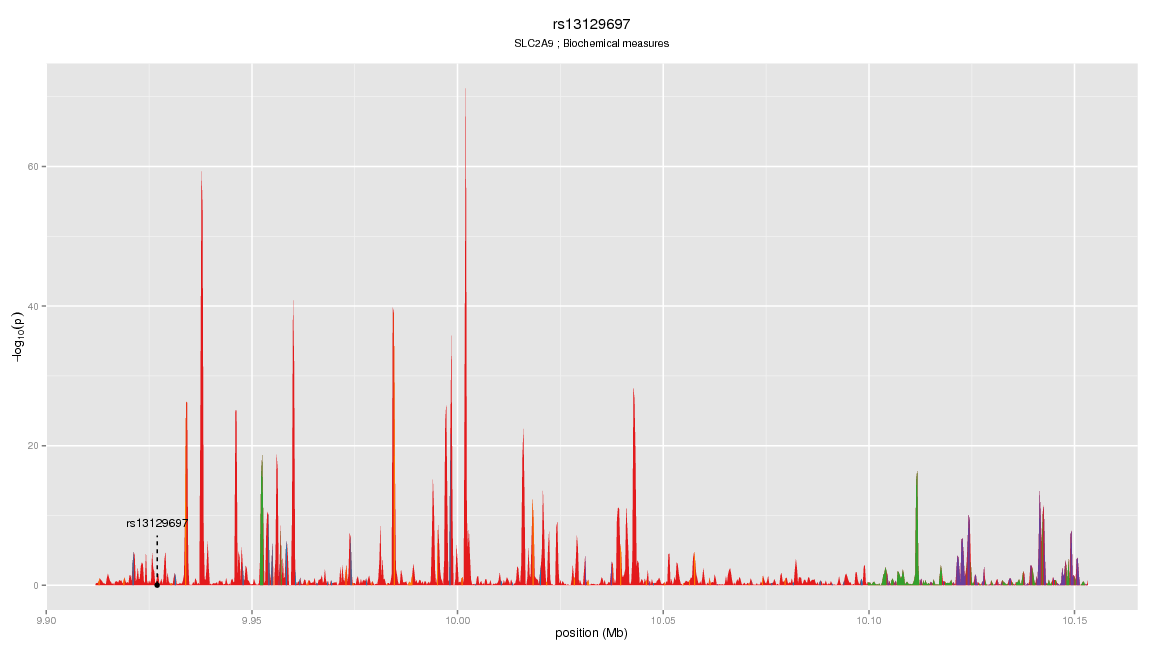 rs13129697
SLC2A9 ; Biochemical measures
60
40
20
0
−log10(p)
rs13129697
9.90 9.95 10.00 10.05 10.10 10.15
position (Mb)